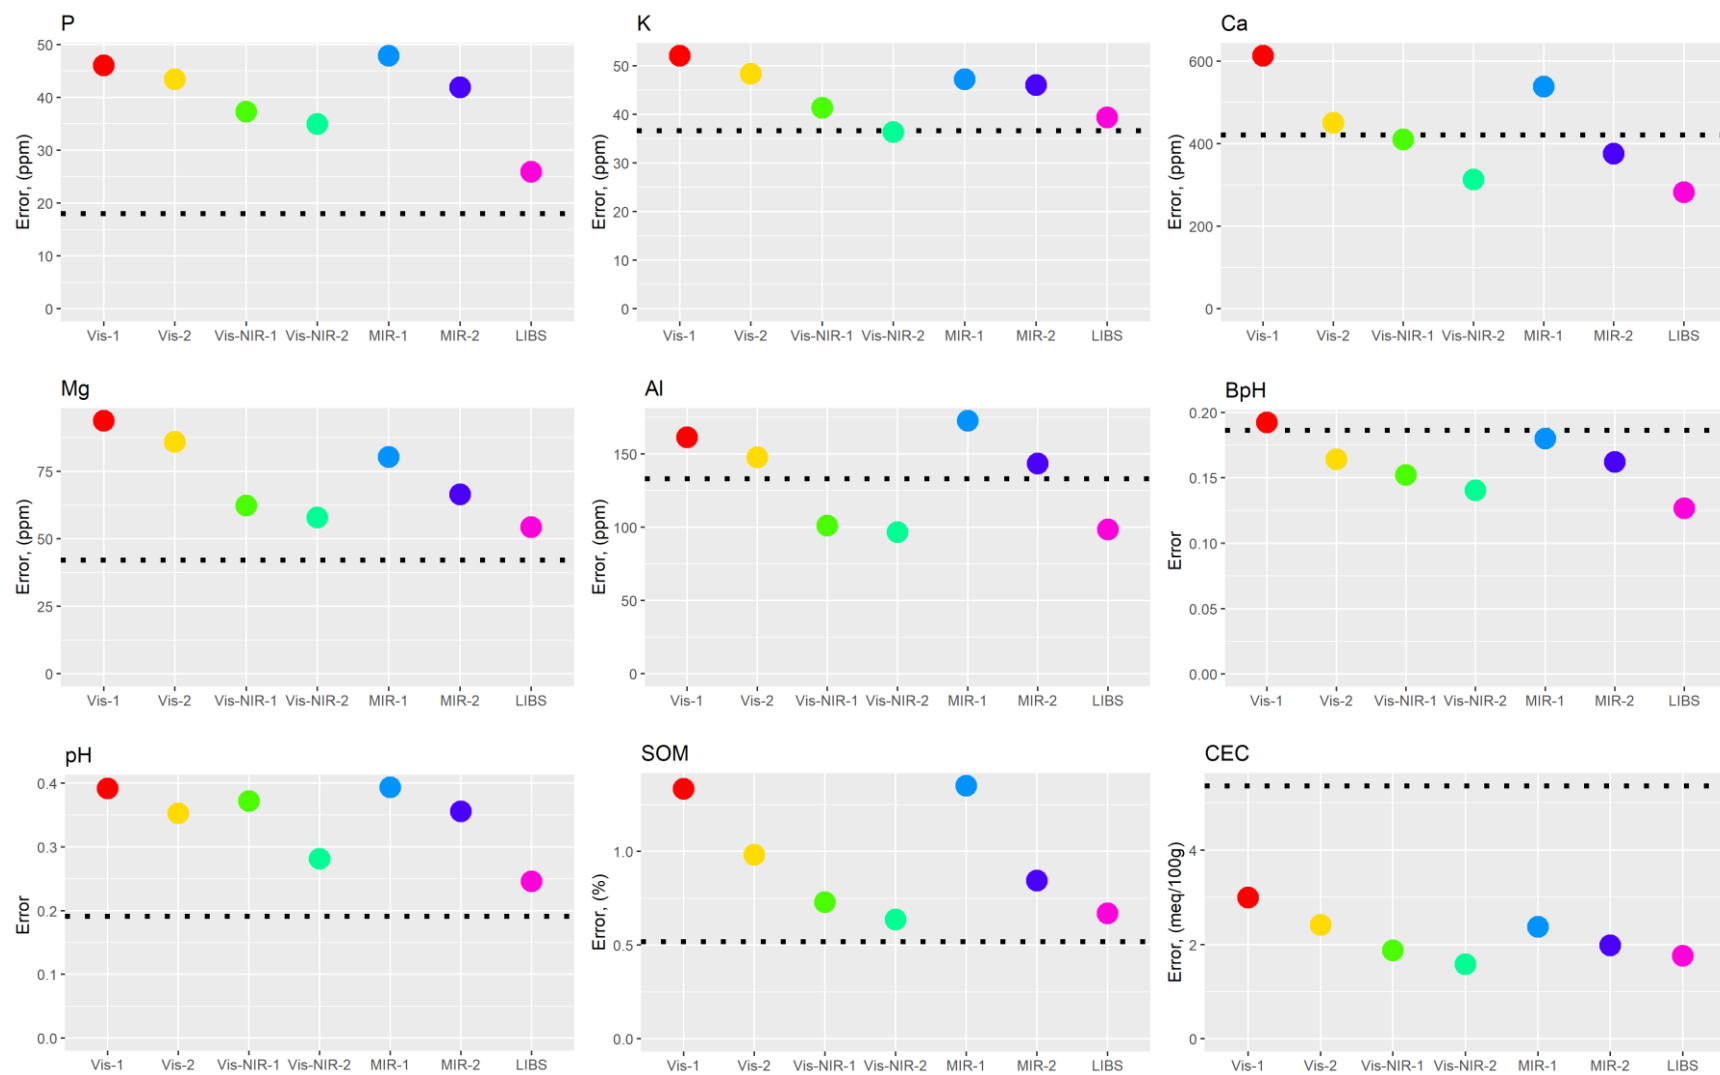 P
K
Ca
Error, (ppm)
50
40
30
20
10
0
Vis-1 Vis-2 Vis-NIR-1 Vis-NIR-2 MIR-1 MIR-2 LIBS
Error, (ppm)
50
40
30
20
10
0
Vis-1 Vis-2 Vis-NIR-1 Vis-NIR-2 MIR-1 MIR-2 LIBS
Error, (ppm)
600
400
200
0
Vis-1 Vis-2 Vis-NIR-1 Vis-NIR-2 MIR-1 MIR-2 LIBS
Mg
Al
BpH
Error, (ppm)
75
50
25
0
Vis-1 Vis-2 Vis-NIR-1 Vis-NIR-2 MIR-1 MIR-2 LIBS
Error, (ppm)
150
100
50
0
Vis-1 Vis-2 Vis-NIR-1 Vis-NIR-2 MIR-1 MIR-2 LIBS
Error
0.20
0.15
0.10
0.05
0.00
Vis-1 Vis-2 Vis-NIR-1 Vis-NIR-2 MIR-1 MIR-2 LIBS
pH
SOM
CEC
Error
0.4
0.3
0.2
0.1
0.0
Vis-1 Vis-2 Vis-NIR-1 Vis-NIR-2 MIR-1 MIR-2 LIBS
Error, (%)
1.0
0.5
0.0
Vis-1 Vis-2 Vis-NIR-1 Vis-NIR-2 MIR-1 MIR-2 LIBS
Error, (meq/100g)
4
2
0
Vis-1 Vis-2 Vis-NIR-1 Vis-NIR-2 MIR-1 MIR-2 LIBS